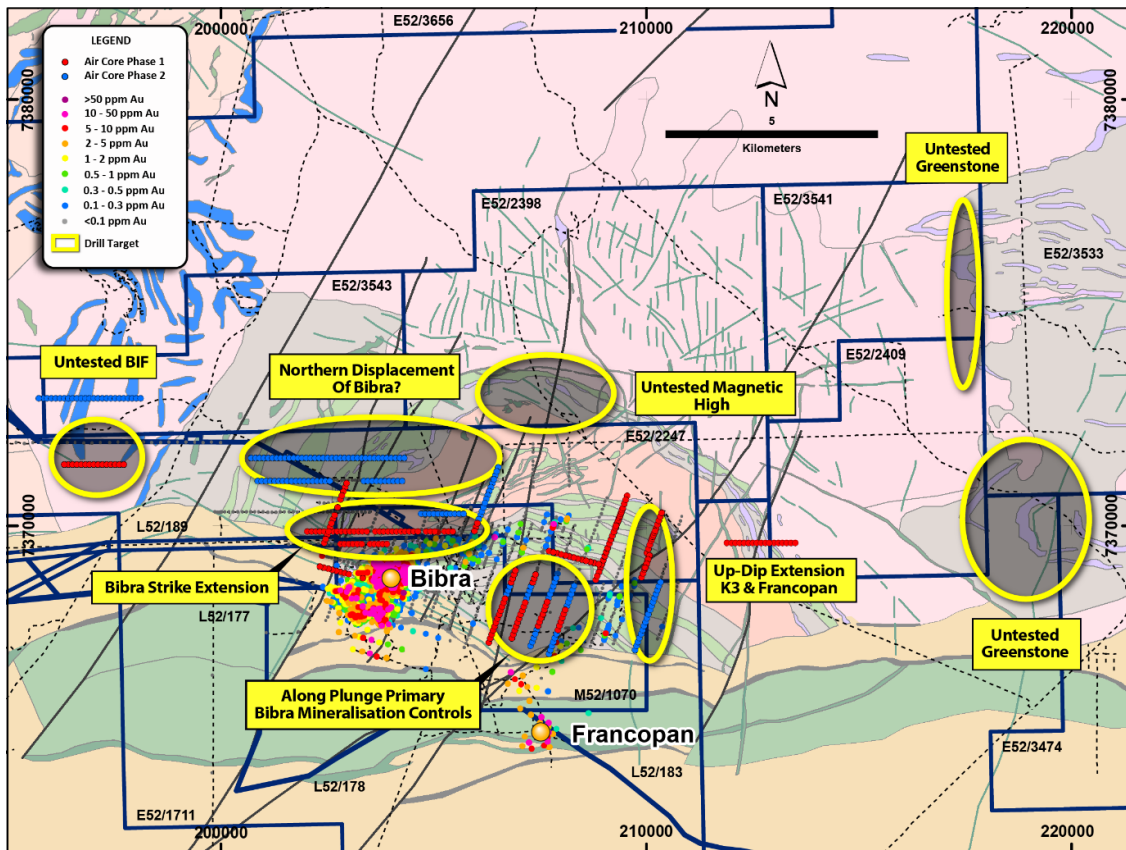 200000
E52/3656
210000
220000
LEGEND
Air Core Phase 1
Air Core Phase 2
>50 ppm Au
10 - 50 ppm Au
5 - 10 ppm Au
2 - 5 ppm Au
1 - 2 ppm Au
0.5 - 1 ppm Au
0.3 - 0.5 ppm Au
0.1 - 0.3 ppm Au
<0.1 ppm Au
Drill Target
7380000
7380000
N
5
Kilometers
Untested
Greenstone
E52/2398
E52/3541
E52/3533
E52/3543
E52/2409
Untested BIF
Northern Displacement
Of Bibra?
Untested Magnetic
High
E52/2247
7370000
7370000
L52/189
Bibra Strike Extension
Bibra
Up-Dip Extension
K3 & Francopan
L52/177
Untested
Greenstone
Along Plunge Primary
Bibra Mineralisation Controls
M52/1070
Francopan
E52/3474
L52/178
L52/183
E52/1711
200000
210000
220000